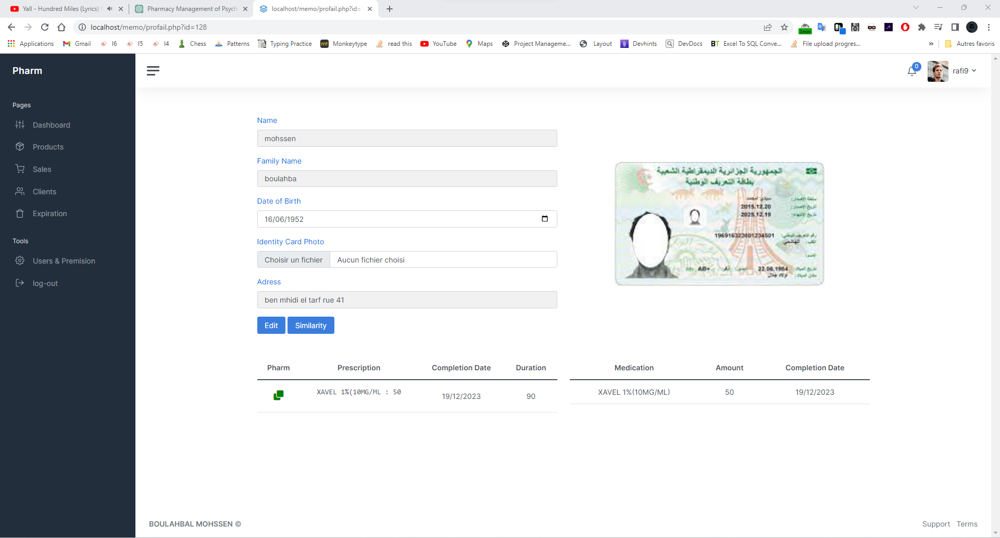 Yall - Hundred Miles (Lyrics)
Pharmacy Management of Psych
localhost/memo/profail.php?id=
localhost/memo/profail.php?id=128
3min
Applications
Gmail
I6
I5
I4
Chess
Patterns
Typing Practice
mt
Monkeytype
read this
YouTube
Maps
Project Manageme...
Layout
Devhints
DevDocs
BT
Excel To SQL Conve...
File upload progres...
»
Autres favoris
Pharm
0
rafi9
Pages
Dashboard
Products
Sales
Clients
Expiration
Tools
Users & Premision
log-out
Name
mohssen
Family Name
boulahba
Date of Birth
16/06/1952
Identity Card Photo
Choisir un fichier
Aucun fichier choisi
Adress
ben mhidi el tarf rue 41
Edit
Similarity
الجمهورية الجزائرية الديمقراطية الشعبية
بطاقة التعريف الوطنية
سيدي امحمد
2015.12.20
2025.12.19
AB+
22.06.1984
Pharm
Prescription
Completion Date
Duration
XAVEL 1%(10MG/ML : 50
19/12/2023
90
Medication
Amount
Completion Date
XAVEL 1%(10MG/ML)
50
19/12/2023
BOULAHBAL MOHSSEN ©
Support
Terms